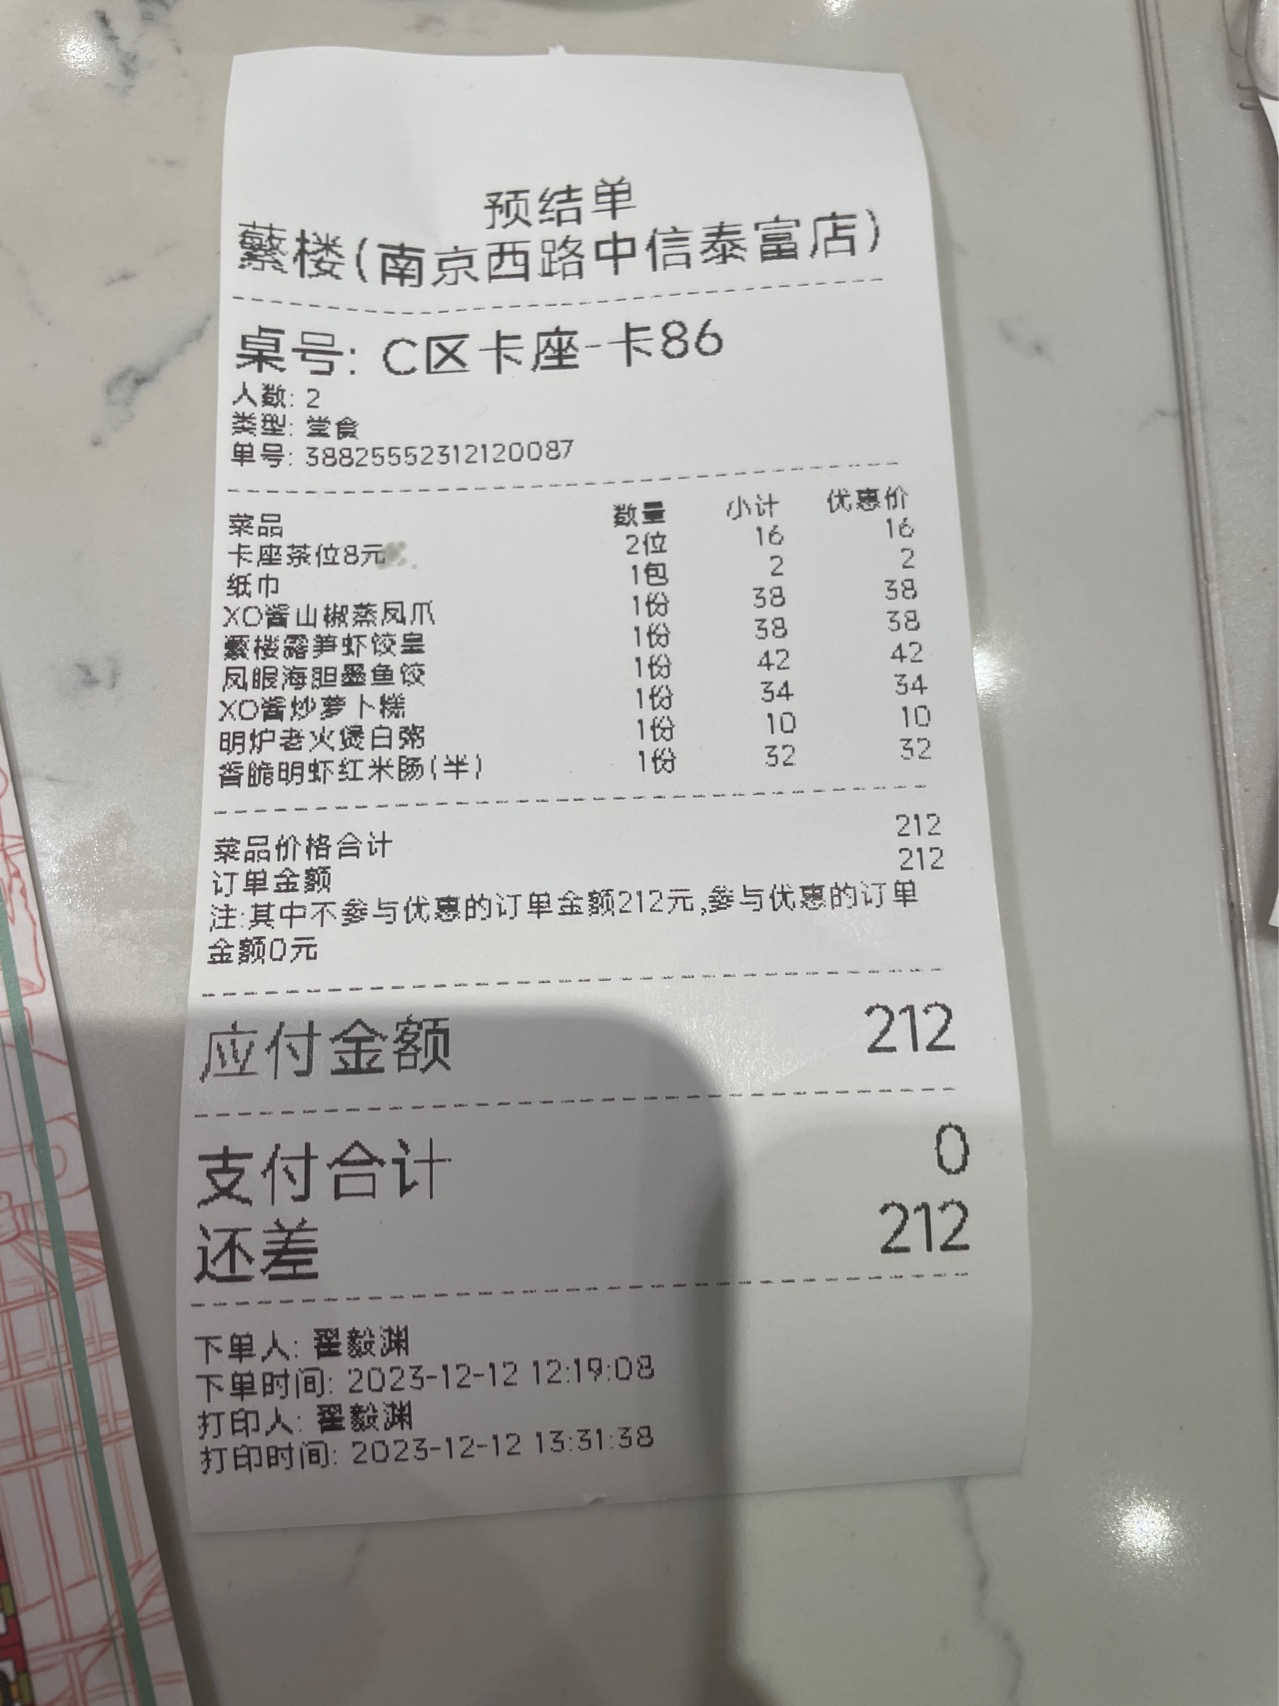 预结单
蘩楼(南京西路中信泰富店)
桌号: C区卡座-卡86
人数: 2
类型: 堂食
单号: 38825552312120087
菜品 数量 小计 优惠价
卡座茶位8元 2位 16 16
纸巾 1包 2 2
XO酱山椒蒸凤爪 1份 38 38
蘩楼露笋虾饺皇 1份 38 38
凤眼海胆墨鱼饺 1份 42 42
XO酱炒萝卜糕 1份 34 34
明炉老火煲白粥 1份 10 10
香脆明虾红米肠(半) 1份 32 32
菜品价格合计 212
订单金额 212
注:其中不参与优惠的订单金额212元,参与优惠的订单
金额0元
应付金额 212
支付合计 0
还差 212
下单人: 翟毅渊
下单时间: 2023-12-12 12:19:08
打印人: 翟毅渊
打印时间: 2023-12-12 13:31:38